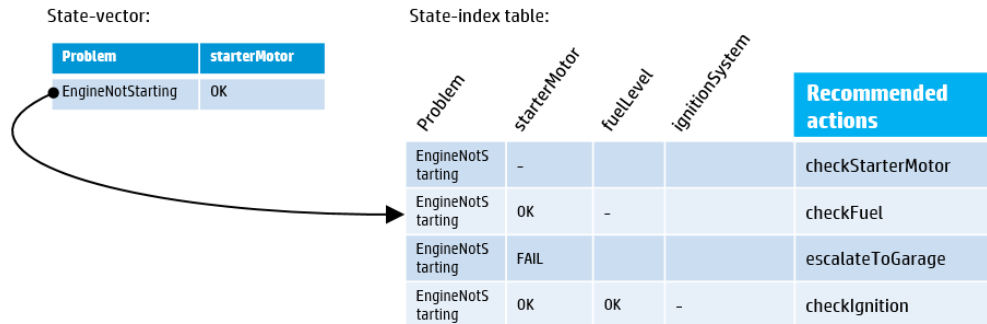 State-vector:
State-index table:
Problem starterMotor
EngineNotStarting OK
Problem starterMotor fuelLevel ignitionSystem Recommended
actions
EngineNotS
tarting - checkStarterMotor
EngineNotS
tarting OK - checkFuel
EngineNotS
tarting FAIL escalateToGarage
EngineNotS
tarting OK OK - checkIgnition